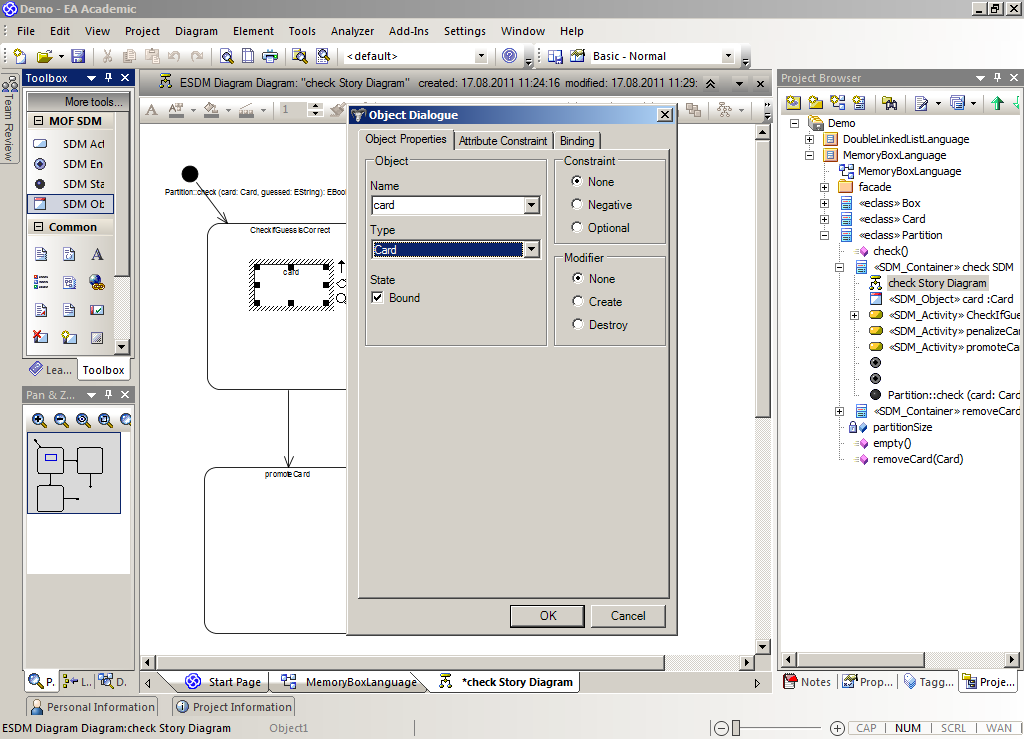 Demo - EA Academic
File Edit View Project Diagram Element Tools Analyzer Add-Ins Settings Window Help
<default> Basic - Normal
Team Review
Toolbox
More tools...
MOF SDM
SDM Act
SDM En
SDM Sta
SDM Ob
Common
Lea... Toolbox
Pan & Z...
P. L.. D.
ESDM Diagram Diagram: "check Story Diagram" created: 17.08.2011 11:24:16 modified: 17.08.2011 11:29:
1
Partition::check (card: Card, guessed: EString): EBoo
CheckIfGuessIsCorrect
card
promoteCard
Object Dialogue
Object Properties Attribute Constraint Binding
Object
Name
card
Type
Card
State
Bound
Constraint
None
Negative
Optional
Modifier
None
Create
Destroy
OK Cancel
Start Page MemoryBoxLanguage *check Story Diagram
Project Browser
Demo
DoubleLinkedListLanguage
MemoryBoxLanguage
MemoryBoxLanguage
facade
«eclass» Box
«eclass» Card
«eclass» Partition
check()
«SDM_Container» check SDM
check Story Diagram
«SDM_Object» card :Card
«SDM_Activity» CheckIfGue
«SDM_Activity» penalizeCar
«SDM_Activity» promoteCa
Partition::check (card: Card
«SDM_Container» removeCard
partitionSize
empty()
removeCard(Card)
Notes Prop... Tagg... Proje...
Personal Information Project Information
ESDM Diagram Diagram:check Story Diagram Object1 CAP NUM SCRL WAN